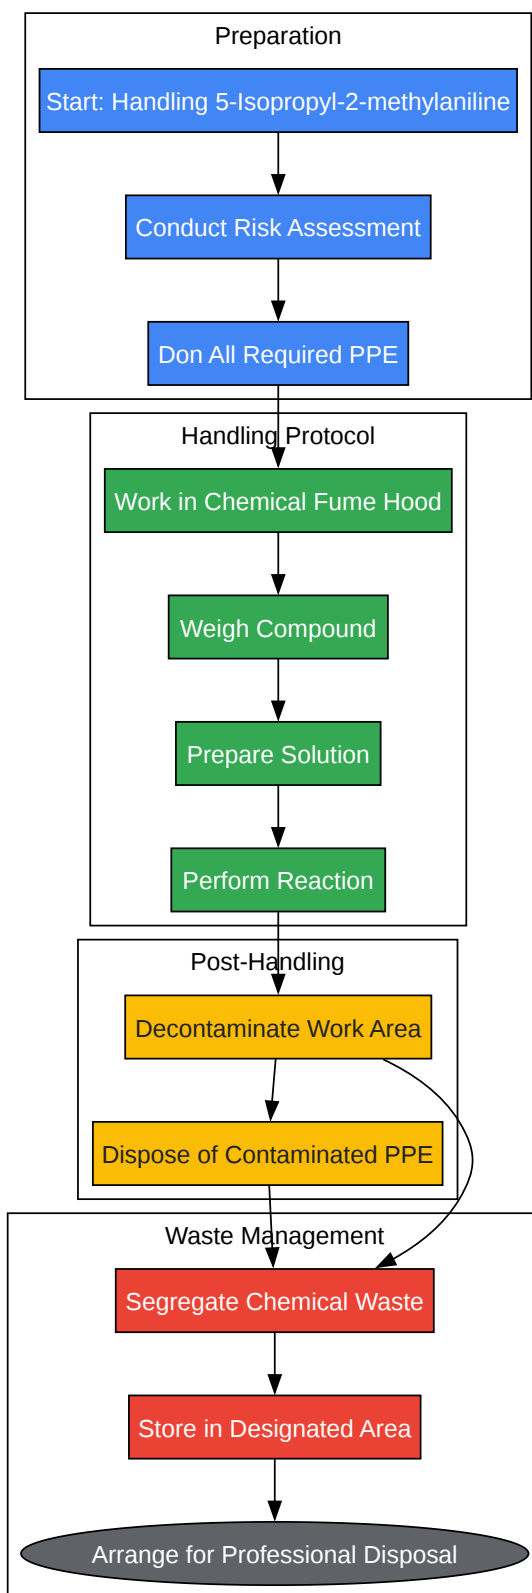 Preparation
Start: Handling 5-Isopropyl-2-methylaniline
Conduct Risk Assessment
Don All Required PPE
Handling Protocol
Work in Chemical Fume Hood
Weigh Compound
Prepare Solution
Perform Reaction
Post-Handling
Decontaminate Work Area
Dispose of Contaminated PPE
Waste Management
Segregate Chemical Waste
Store in Designated Area
Arrange for Professional Disposal